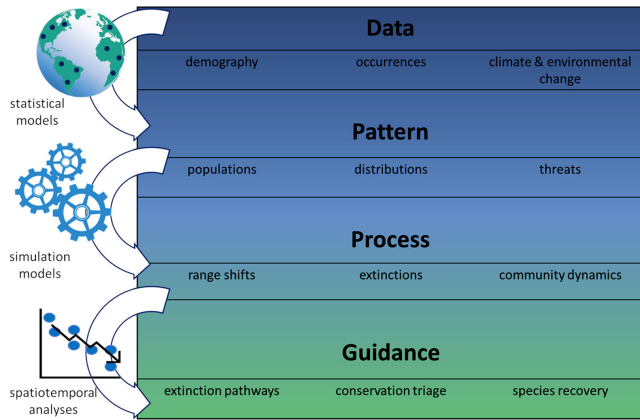 Data
demography occurrences climate & environmental
change
statistical
models
Pattern
populations distributions threats
Process
simulation
models
range shifts extinctions community dynamics
Guidance
spatiotemporal
analyses
extinction pathways conservation triage species recovery